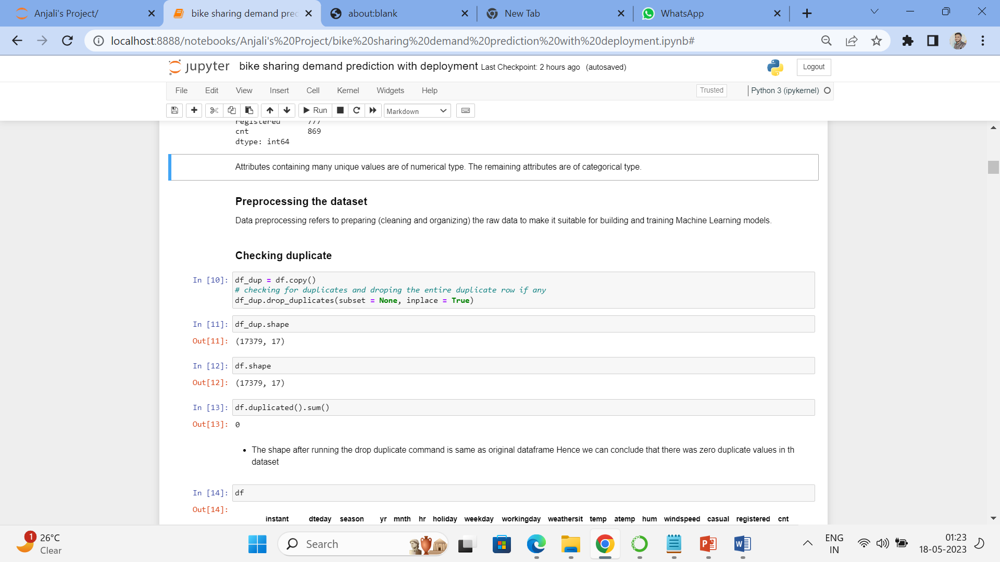 Anjali's Project/
bike sharing demand prec
about:blank
New Tab
WhatsApp
localhost:8888/notebooks/Anjali's%20Project/bike%20sharing%20demand%20prediction%20with%20deployment.ipynb#
jupyter bike sharing demand prediction with deployment Last Checkpoint: 2 hours ago (autosaved)
Logout
File Edit View Insert Cell Kernel Widgets Help
Trusted
Python 3 (ipykernel)
Run
Markdown
registered 777
cnt 869
dtype: int64
Attributes containing many unique values are of numerical type. The remaining attributes are of categorical type.
Preprocessing the dataset
Data preprocessing refers to preparing (cleaning and organizing) the raw data to make it suitable for building and training Machine Learning models.
Checking duplicate
In [10]: df_dup = df.copy()
# checking for duplicates and droping the entire duplicate row if any
df_dup.drop_duplicates(subset = None, inplace = True)
In [11]: df_dup.shape
Out[11]: (17379, 17)
In [12]: df.shape
Out[12]: (17379, 17)
In [13]: df.duplicated().sum()
Out[13]: 0
• The shape after running the drop duplicate command is same as original dataframe Hence we can conclude that there was zero duplicate values in th
dataset
In [14]: df
Out[14]:
instant dteday season yr mnth hr holiday weekday workingday weathersit temp atemp hum windspeed casual registered cnt
1
26°C
Clear
Search
ENG
IN
01:23
18-05-2023